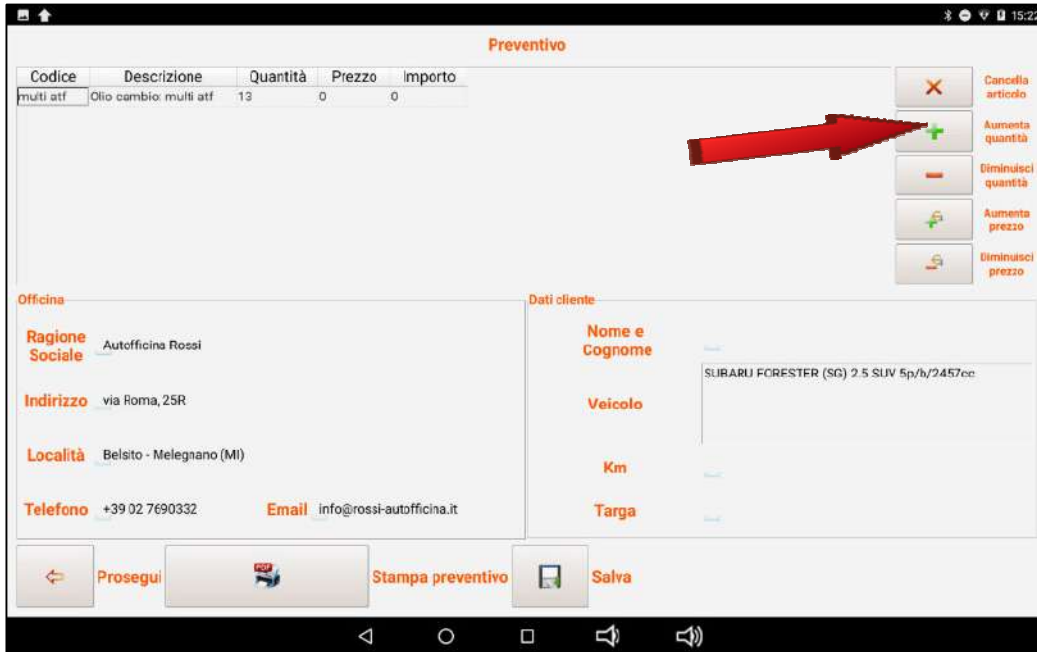 15:22
Preventivo
Codice Descrizione Quantità Prezzo Importo
multi atf Olio cambio: multi atf 13 0 0
Cancella
articolo
Aumenta
quantità
Diminuisci
quantità
Aumenta
prezzo
Diminuisci
prezzo
Officina
Ragione
Sociale
Autofficina Rossi
Indirizzo via Roma, 25R
Località Belsito - Melegnano (MI)
Telefono +39 02 7690332 Email info@rossi-autofficina.it
Dati cliente
Nome e
Cognome
Veicolo
SUBARU FORESTER (SG) 2.5 SUV 5p/b/2457cc
Km
Targa
Prosegui
PDF
Stampa preventivo
Salva